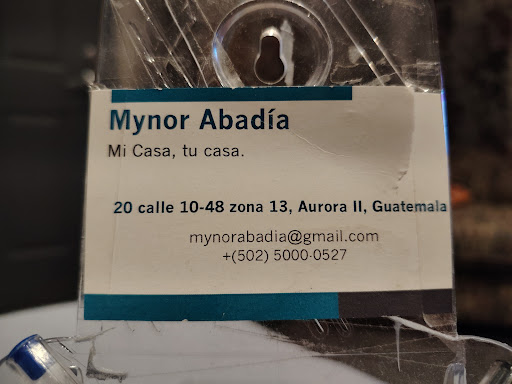 Mynor Abadía
Mi Casa, tu casa.
20 calle 10-48 zona 13, Aurora II, Guatemala
mynorabadia@gmail.com
+(502) 5000-0527